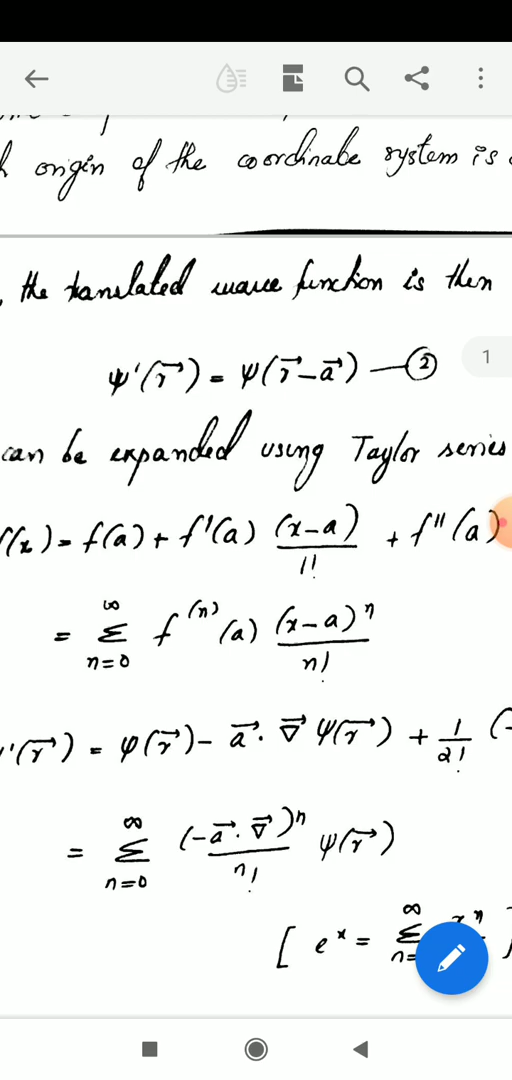 origin of the coordinate system is
the translated wave function is then
ψ'(r⃗) = ψ(r⃗ - a⃗) — ②
1
can be expanded using Taylor series
f(x) = f(a) + f'(a) (x-a)/1! + f''(a)
= Σ_{n=0}^{∞} f^{(n)}(a) (x-a)^n / n!
ψ'(r⃗) = ψ(r⃗) - a⃗·∇⃗ ψ(r⃗) + 1/2! (-
= Σ_{n=0}^{∞} (-a⃗·∇⃗)^n / n! ψ(r⃗)
[ e^x = Σ_{n=}^{∞} x^n ]